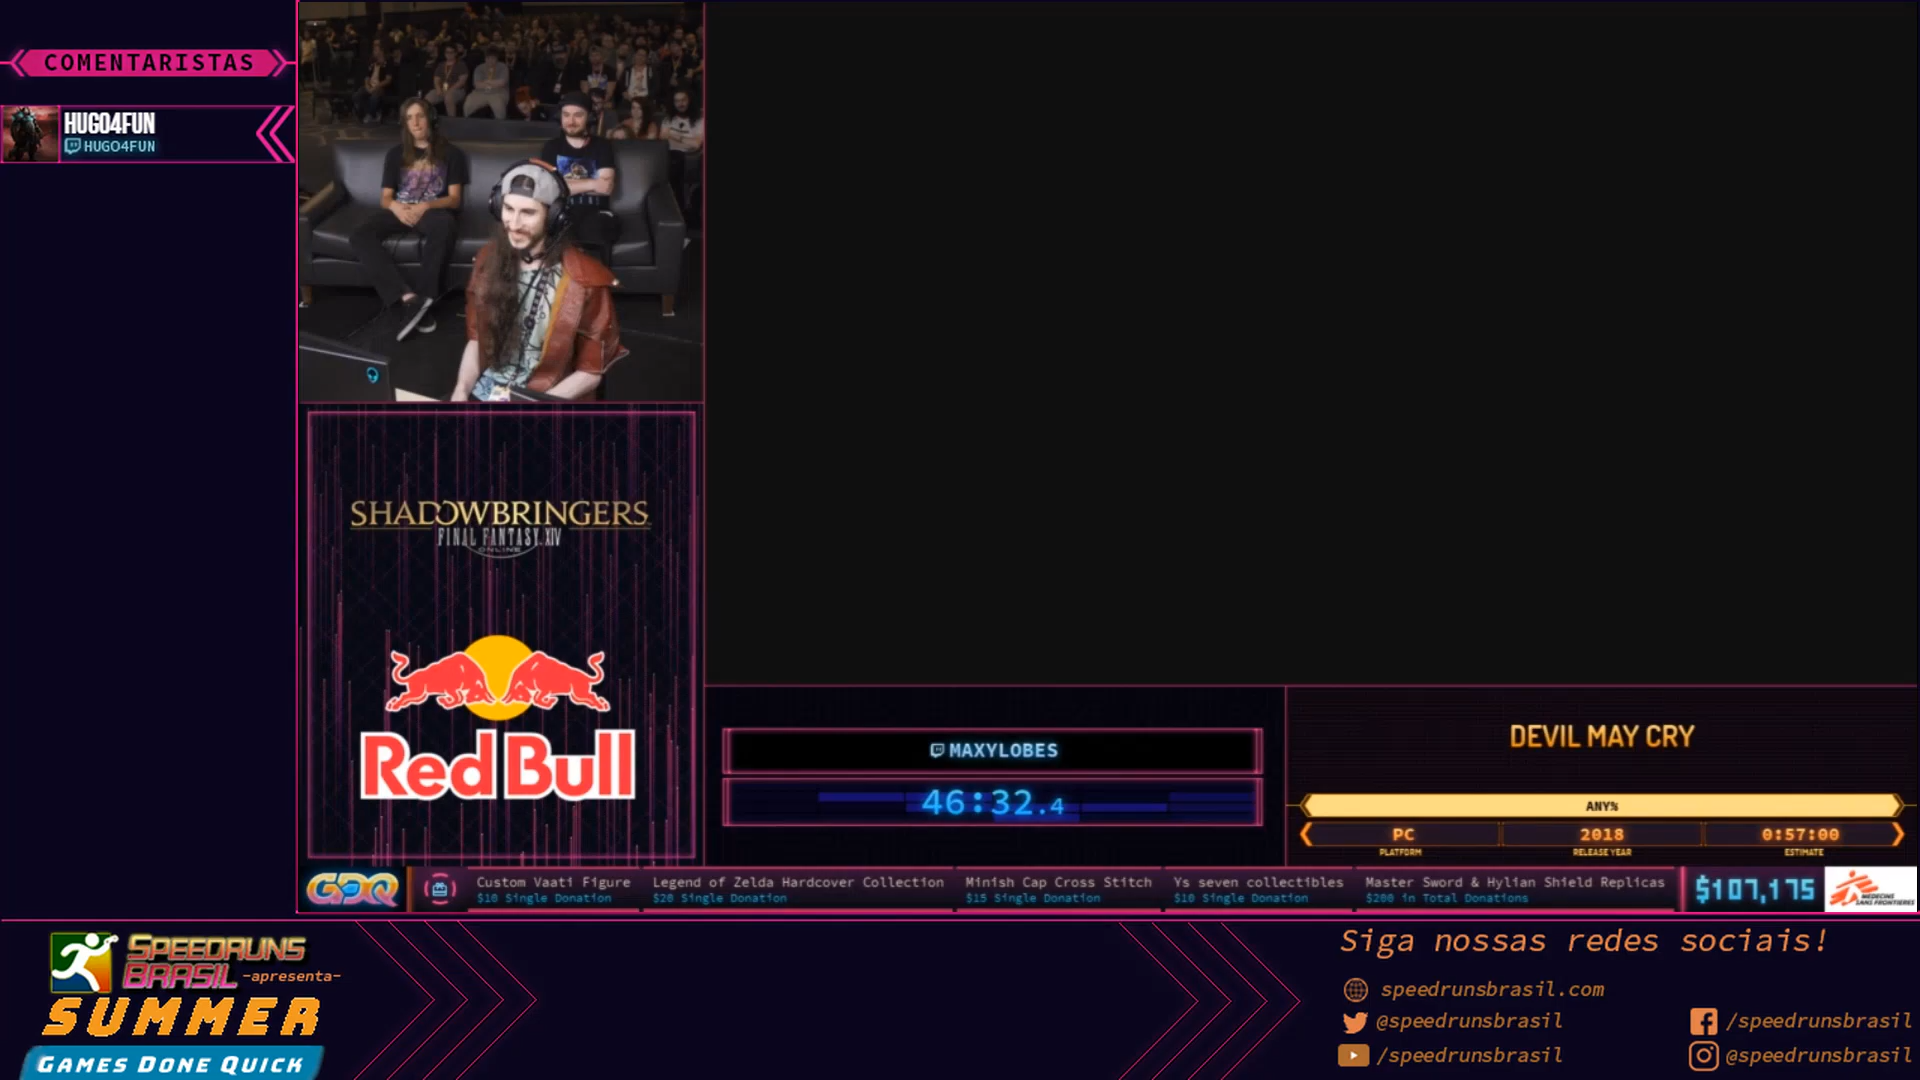 COMENTARISTAS
HUGO4FUN
HUGO4FUN
SHADOWBRINGERS
FINAL FANTASY XIV
ONLINE
Red Bull
MAXYLOBES
46:32.4
DEVIL MAY CRY
ANY%
PC
PLATFORM
2018
RELEASE YEAR
0:57:00
ESTIMATE
GDQ
Custom Vaati Figure
$10 Single Donation
Legend of Zelda Hardcover Collection
$20 Single Donation
Minish Cap Cross Stitch
$15 Single Donation
Ys seven collectibles
$10 Single Donation
Master Sword & Hylian Shield Replicas
$200 in Total Donations
$107,175
MEDECINS
SANS FRONTIERES
SPEEDRUNS
BRASIL
-apresenta-
SUMMER
GAMES DONE QUICK
Siga nossas redes sociais!
speedrunsbrasil.com
@speedrunsbrasil
/speedrunsbrasil
/speedrunsbrasil
@speedrunsbrasil